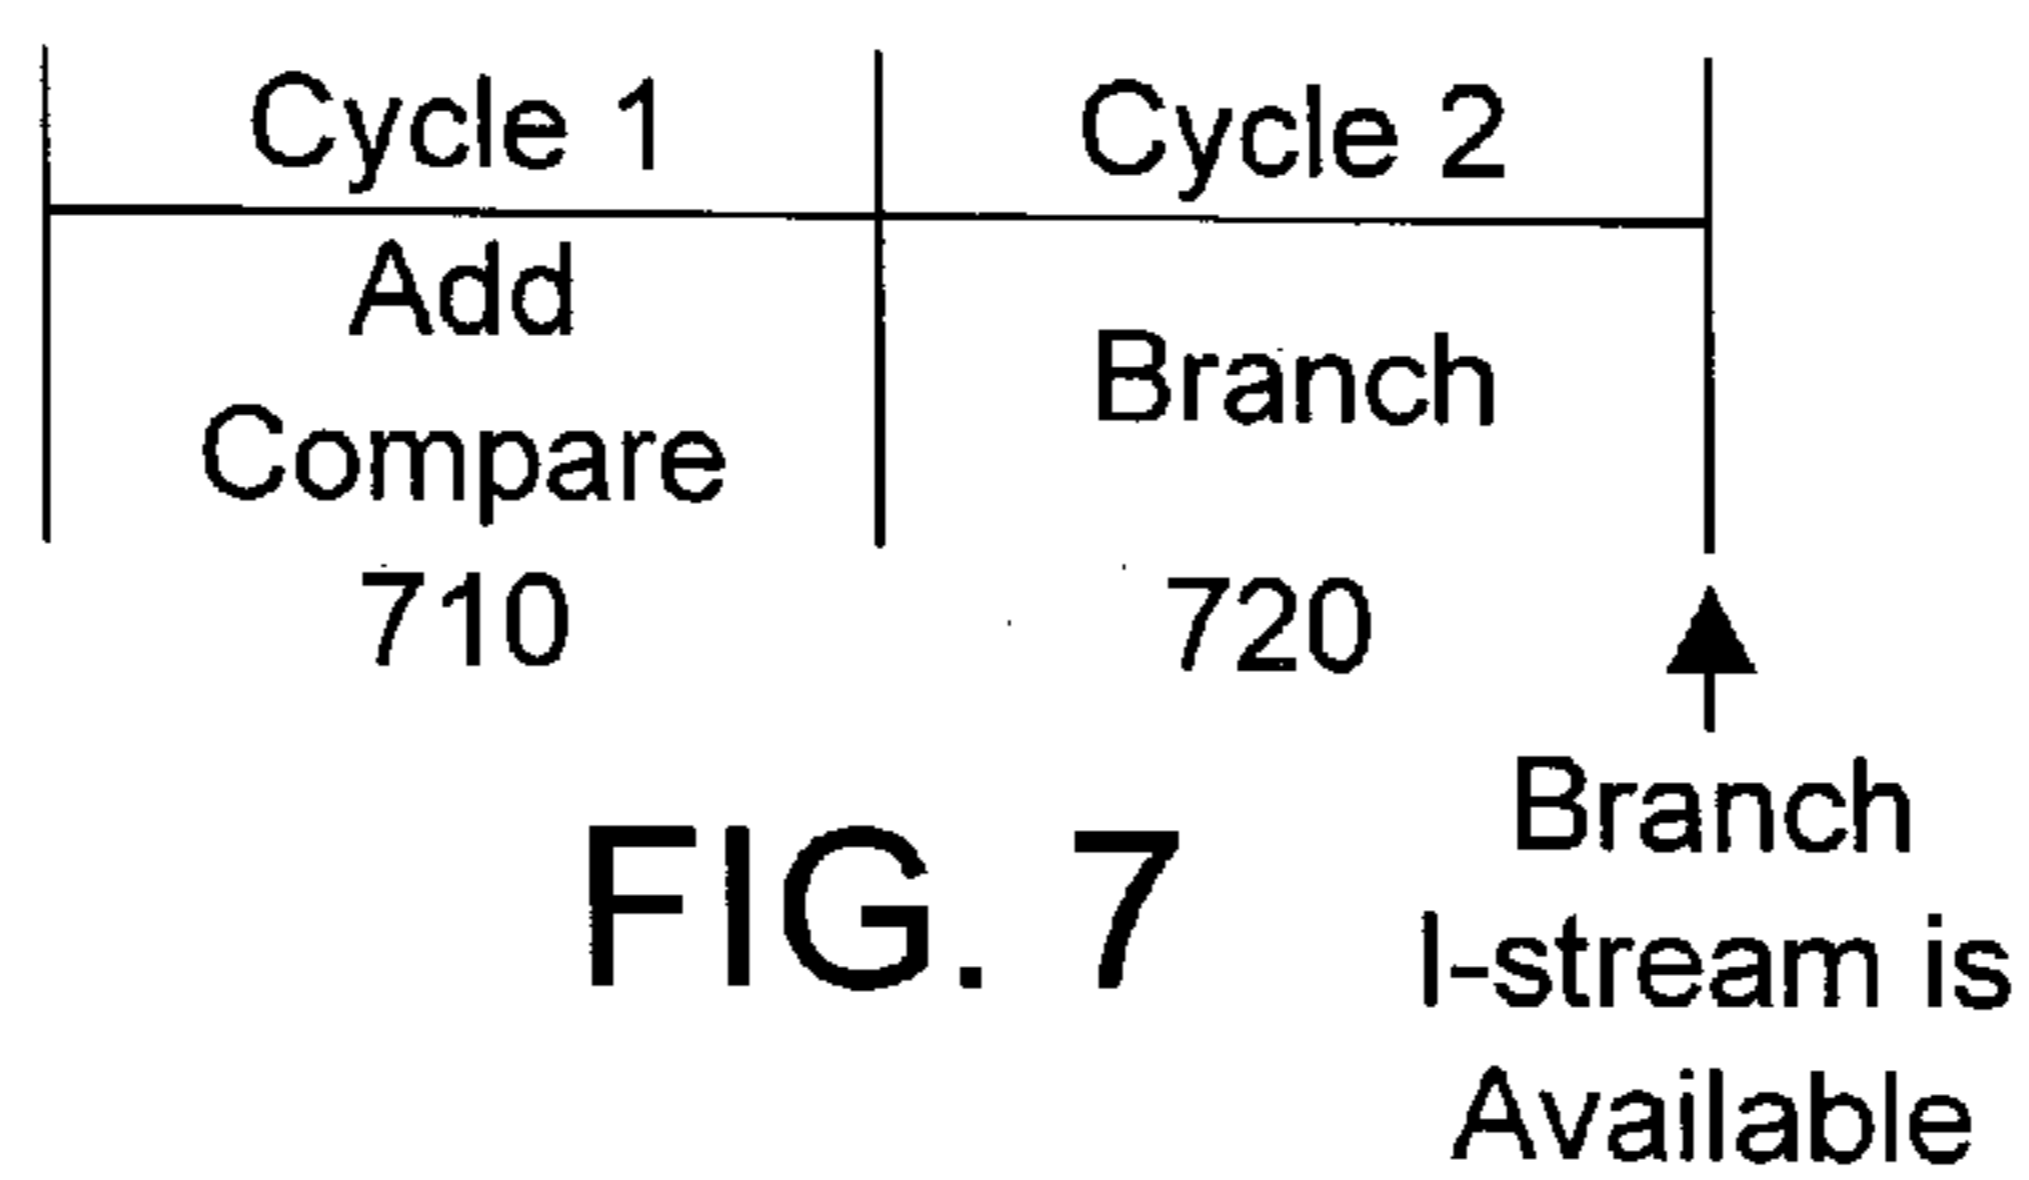 Cycle 1 Cycle 2
Add
Compare
Branch
710 720
Branch
I-stream is
Available
FIG. 7